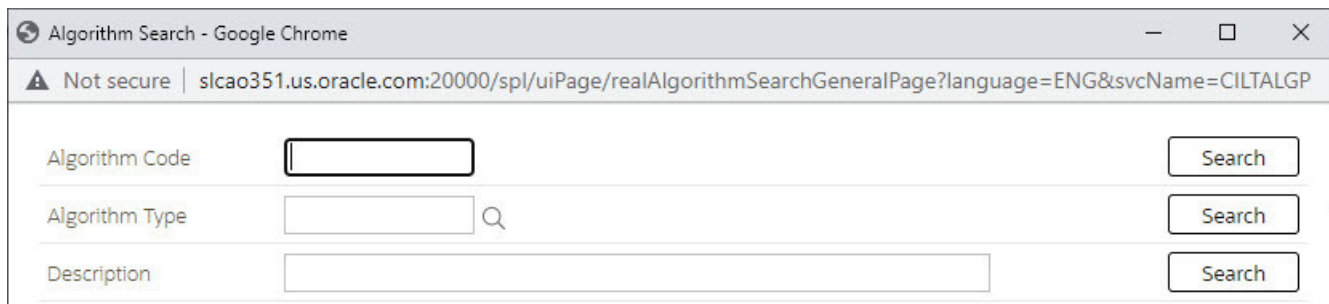 Algorithm Search - Google Chrome
Not secure | slcao351.us.oracle.com:20000/spl/uiPage/realAlgorithmSearchGeneralPage?language=ENG&svcName=CILTALGP
Algorithm Code Search
Algorithm Type Search
Description Search